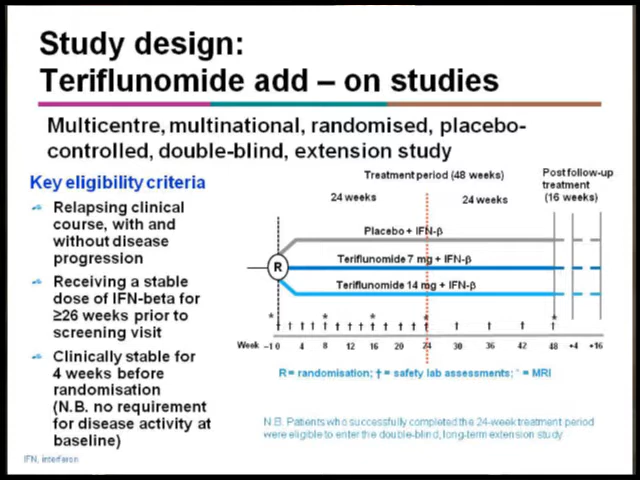 Study design:
Teriflunomide add – on studies
Multicentre, multinational, randomised, placebo-
controlled, double-blind, extension study
Key eligibility criteria
Relapsing clinical
course, with and
without disease
progression
Receiving a stable
dose of IFN-beta for
≥26 weeks prior to
screening visit
Clinically stable for
4 weeks before
randomisation
(N.B. no requirement
for disease activity at
baseline)
Treatment period (48 weeks)
24 weeks
24 weeks
Post follow-up
treatment
(16 weeks)
Placebo + IFN-β
R
Teriflunomide 7 mg + IFN-β
Teriflunomide 14 mg + IFN-β
* * * * *
† † † † † † † † † † † † † † † † †
Week –1 0 4 8 12 16 20 24 30 36 42 48 +4 +16
R = randomisation; † = safety lab assessments; * = MRI
N.B. Patients who successfully completed the 24-week treatment period
were eligible to enter the double-blind, long-term extension study
IFN, interferon